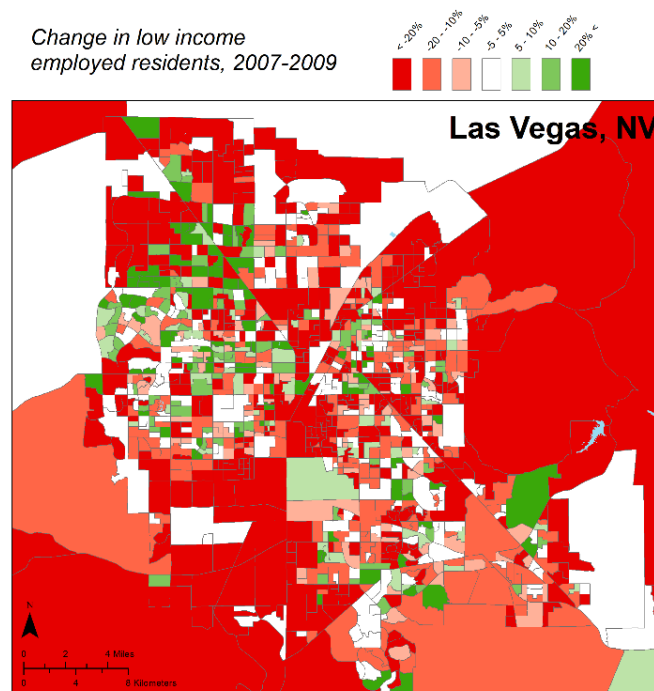 Change in low income
employed residents, 2007-2009
< -20%
-20 - -10%
-10 - -5%
-5 - 5%
5 - 10%
10 - 20%
20% <
Las Vegas, NV
N
0 2 4 Miles
0 4 8 Kilometers